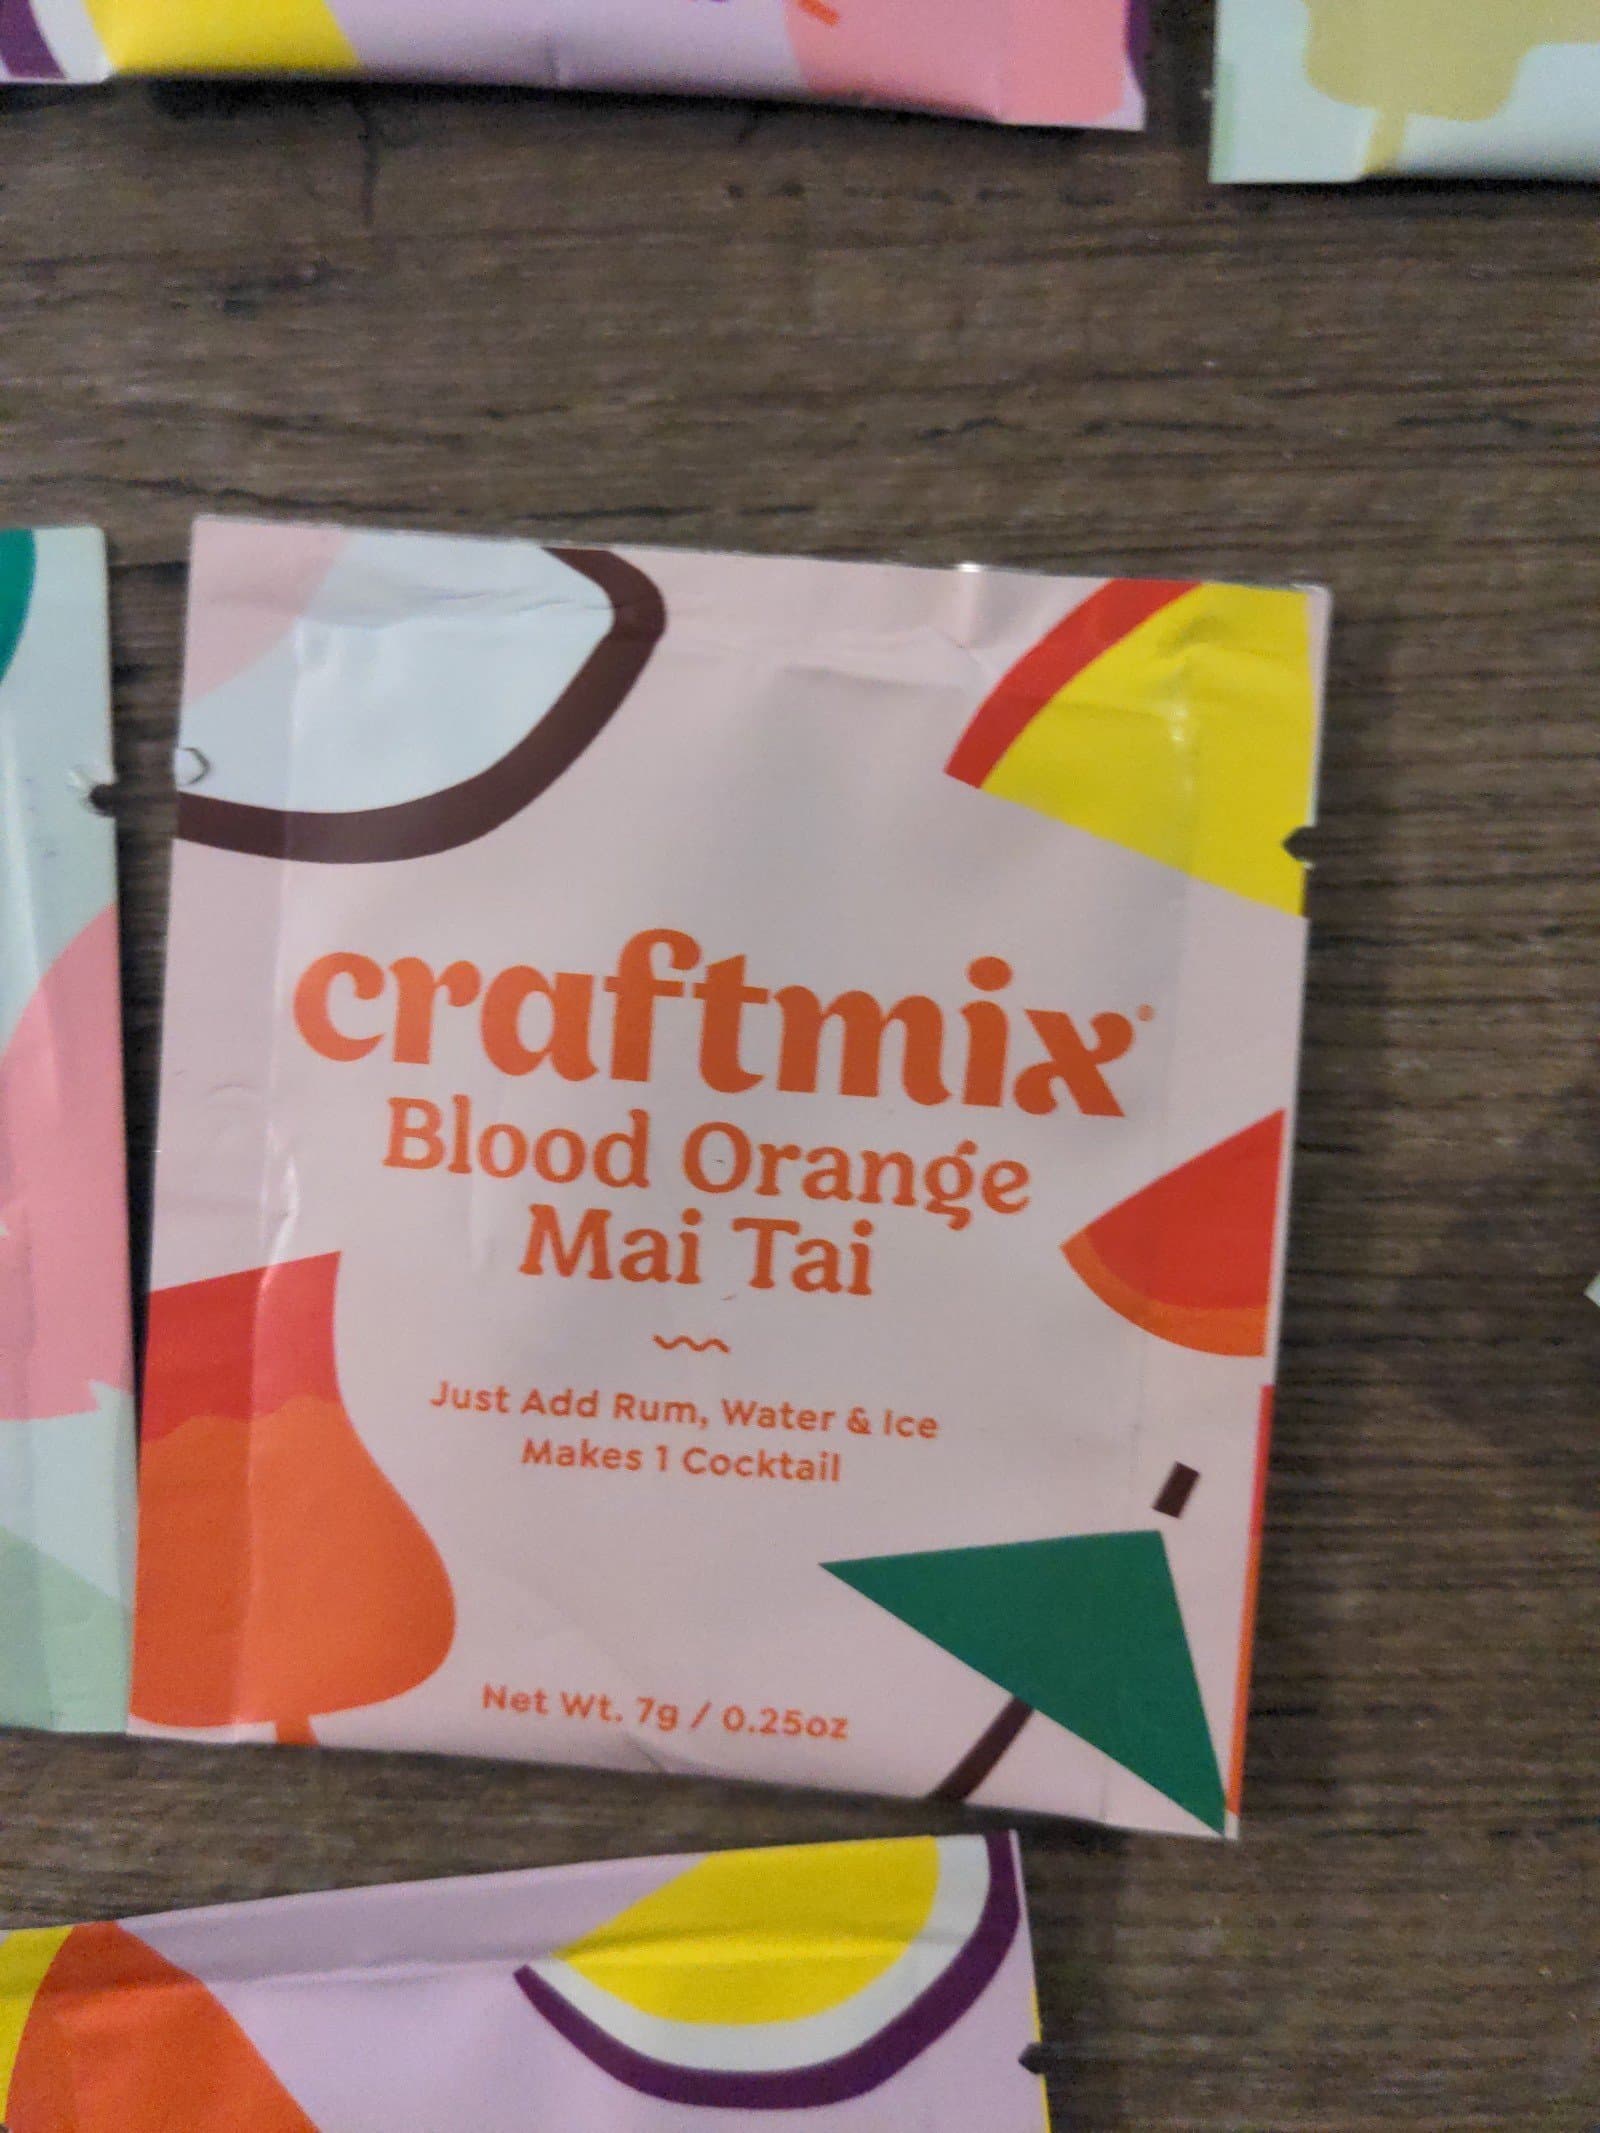 craftmix®
Blood Orange
Mai Tai
Just Add Rum, Water & Ice
Makes 1 Cocktail
Net Wt. 7g / 0.25oz